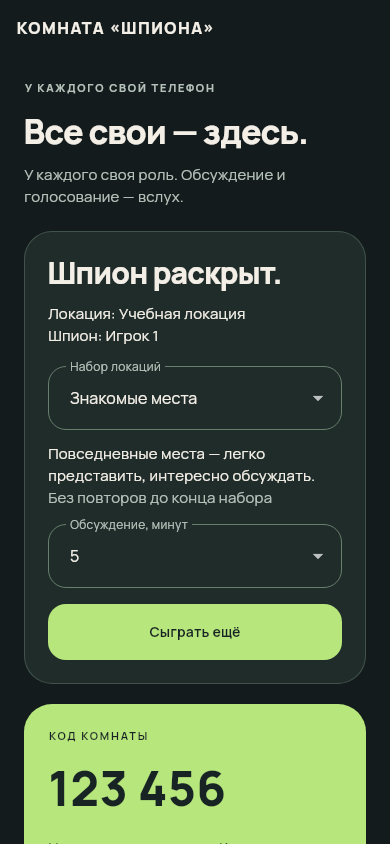 КОМНАТА «ШПИОНА»
У КАЖДОГО СВОЙ ТЕЛЕФОН
Все свои — здесь.
У каждого своя роль. Обсуждение и
голосование — вслух.
Шпион раскрыт.
Локация: Учебная локация
Шпион: Игрок 1
Набор локаций
Знакомые места
Повседневные места — легко
представить, интересно обсуждать.
Без повторов до конца набора
Обсуждение, минут
5
Сыграть ещё
КОД КОМНАТЫ
123 456